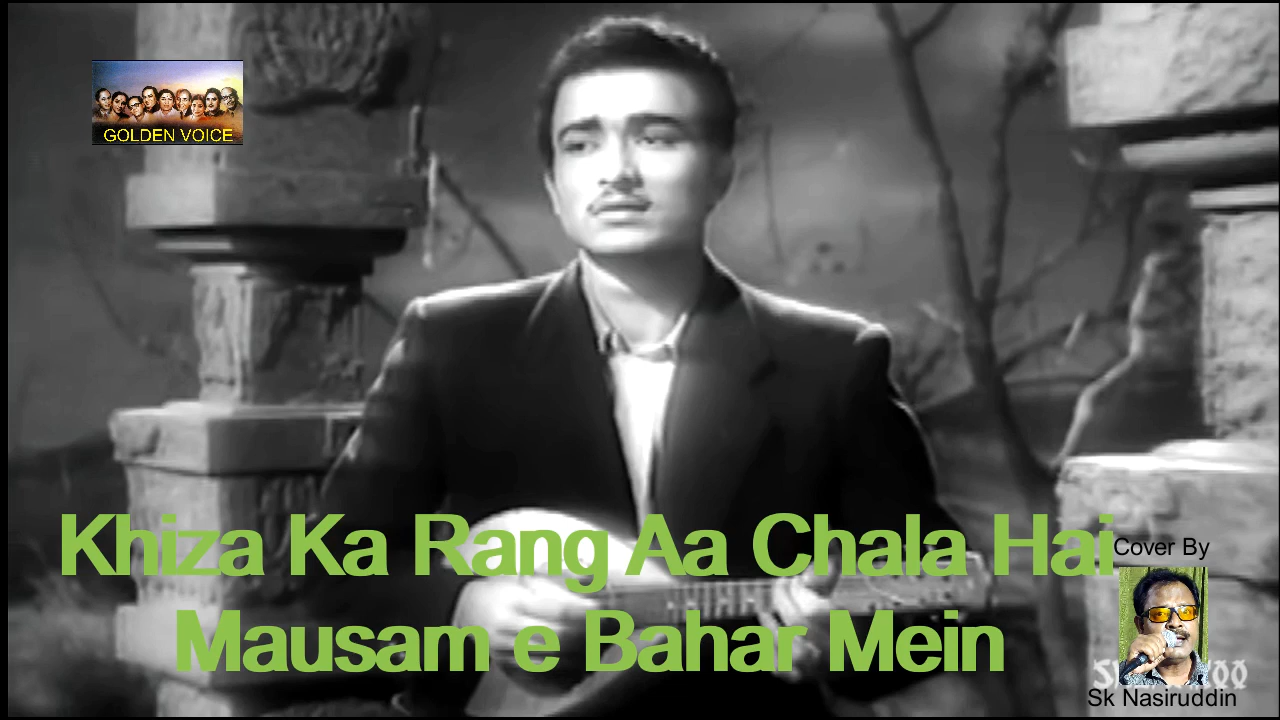 GOLDEN VOICE
Khiza Ka Rang Aa Chala Hai
Mausam e Bahar Mein
Cover By
Sk Nasiruddin